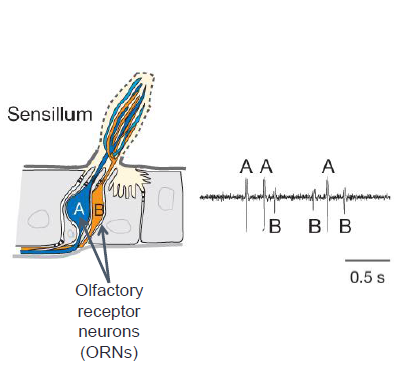 Sensillum
A B
Olfactory
receptor
neurons
(ORNs)
A A A
B B B
0.5 s